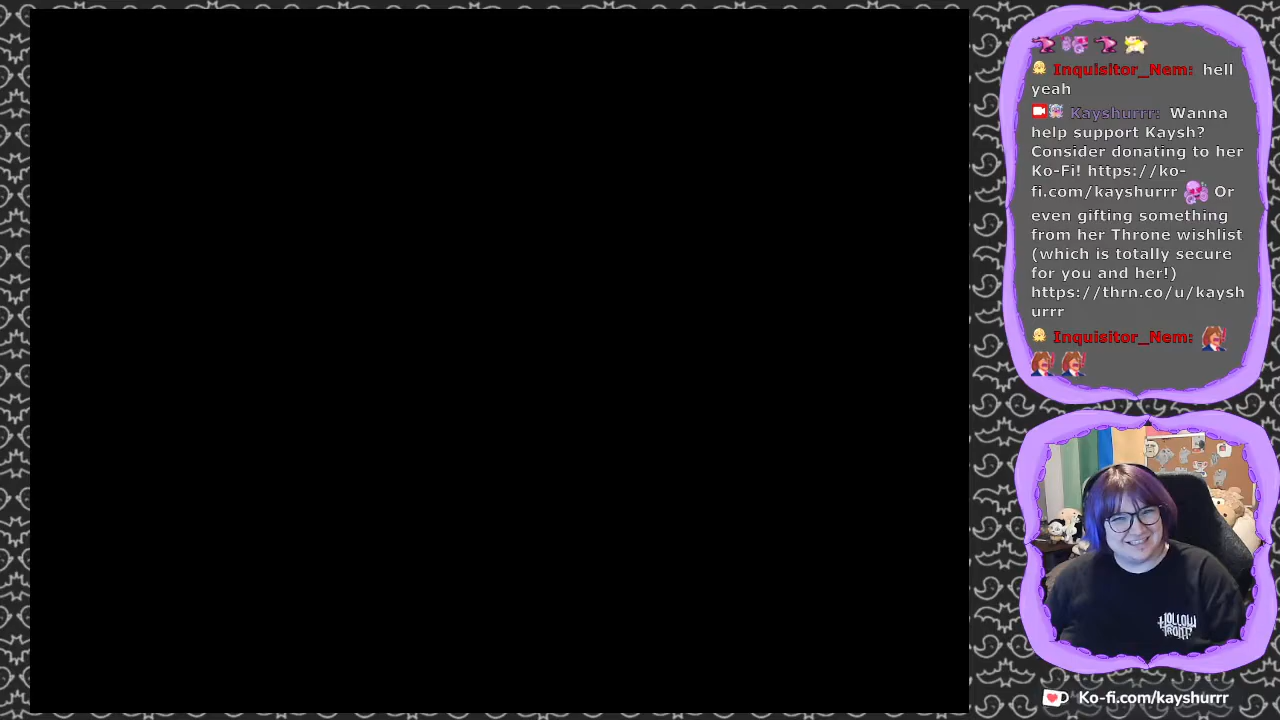 Inquisitor_Nem: hell
yeah
Kayshurrr: Wanna
help support Kaysh?
Consider donating to her
Ko-Fi! https://ko-
fi.com/kayshurrr Or
even gifting something
from her Throne wishlist
(which is totally secure
for you and her!)
https://thrn.co/u/kaysh
urrr
Inquisitor_Nem:
HOLLOW
FRONT
Ko-fi.com/kayshurrr